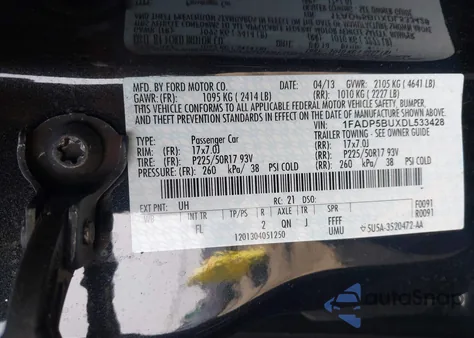 MFD. BY FORD MOTOR CO. 04/13 GVWR: 2105 KG ( 4641 LB)
GAWR:(FR): 1095 KG ( 2414 LB) (RR): 1010 KG ( 2227 LB)
THIS VEHICLE CONFORMS TO ALL APPLICABLE FEDERAL MOTOR VEHICLE SAFETY, BUMPER,
AND THEFT PREVENTION STANDARDS IN EFFECT ON THE DATE OF MANUFACTURE SHOWN ABOVE.
VIN: 1FADP5BUXDL533428
TYPE: Passenger Car TRAILER TOWING - SEE OWNER GUIDE
RIM: (FR) 17x7.0J (RR): 17x7.0J
TIRE: (FR) P225/50R17 93V (RR): P225/50R17 93V
PRESSURE: (FR) 260 kPa/ 38 PSI COLD (RR): 260 kPa/ 38 PSI COLD
EXT PNT: UH RC: 21 DSO: F0091
R0091
INT TR TP/PS R AXLE TR SPR
FL 2 QN J FFFF
UMU
1201304051250
5U5A-3520472-AA
autoSnap